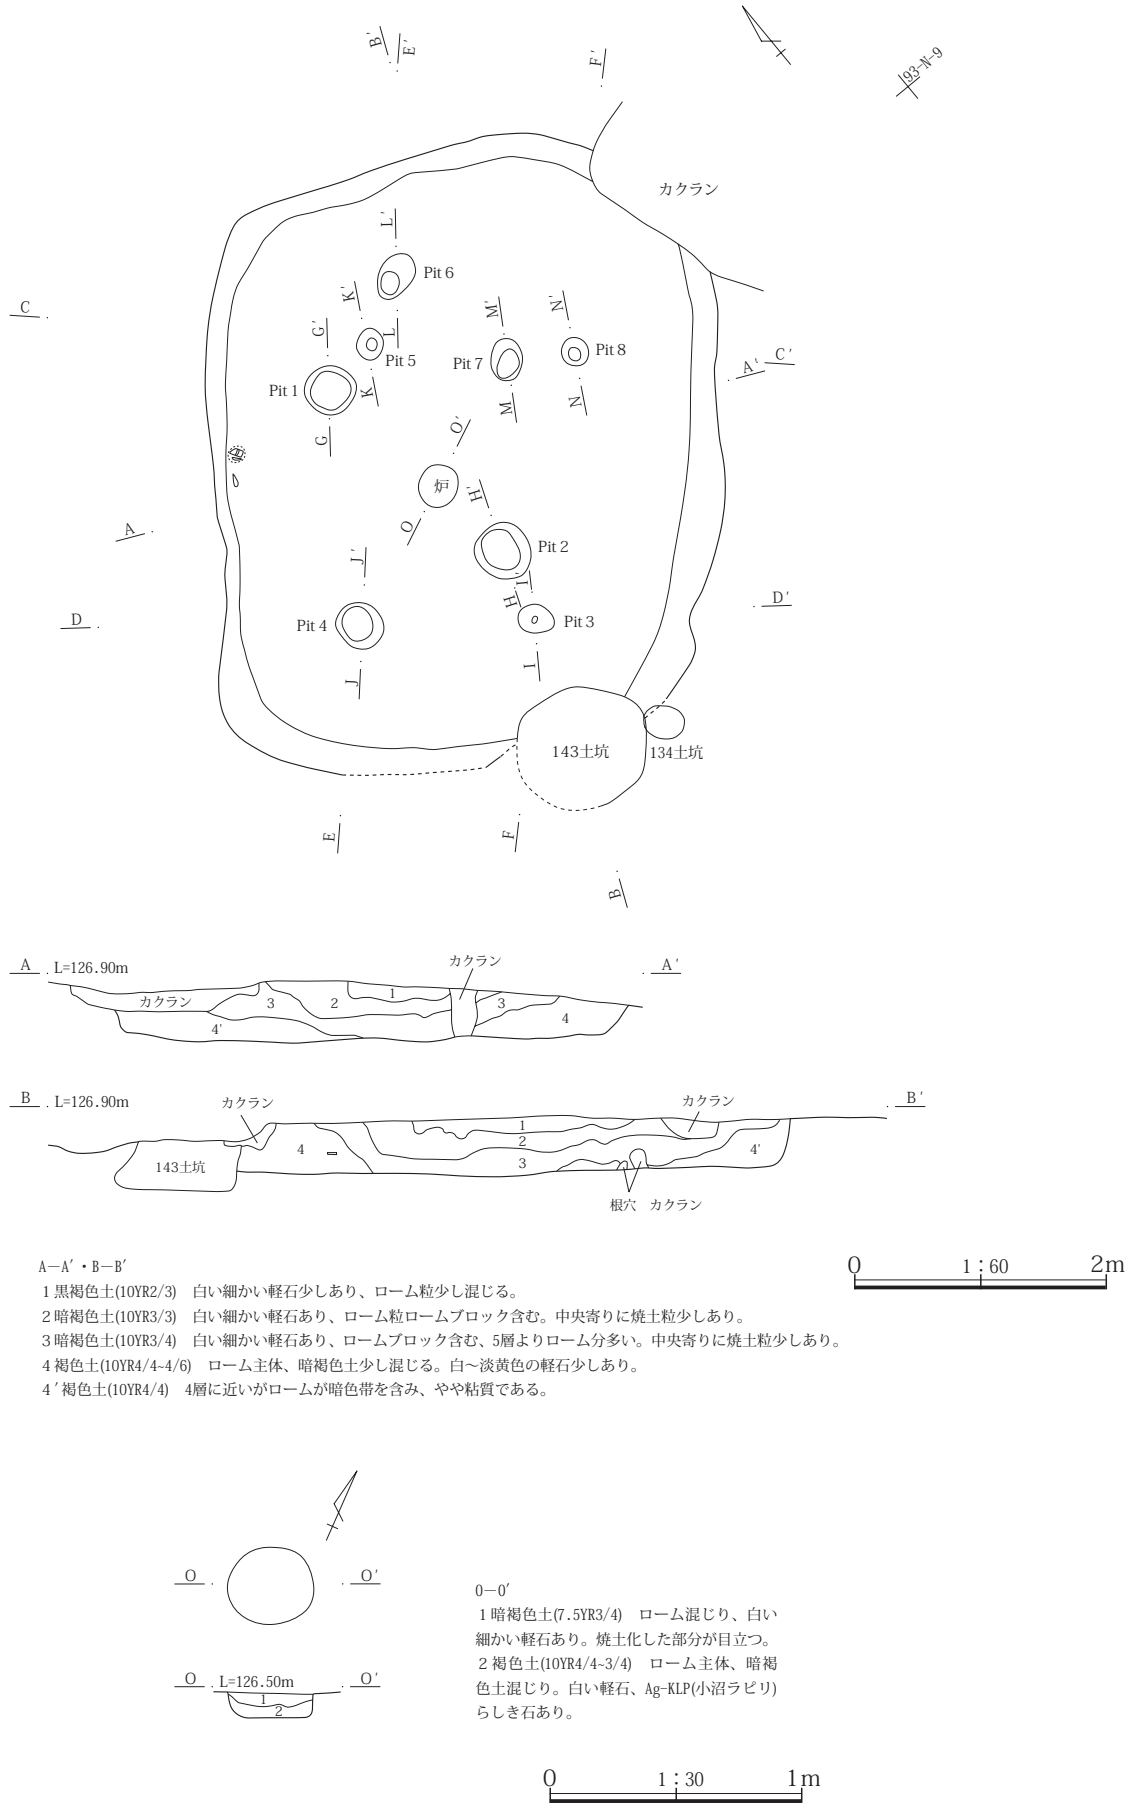 B′
E′
F′
93-N-9
カクラン
L′
Pit 6
C
K′
G′
L
M′
N′
Pit 5
Pit 7
Pit 8
A′
C′
Pit 1
K
M
N
G
O′
炉
H′
A
O
Pit 2
J′
I′
H
D
D′
Pit 4
Pit 3
J
I
143土坑
134土坑
E
F
B
A L=126.90m カクラン A′
カクラン 3 2 1 3 4
4'
B L=126.90m カクラン カクラン B′
143土坑 4 1 2 3 4'
根穴 カクラン
A－A′・B－B′
1 黒褐色土(10YR2/3) 白い細かい軽石少しあり、ローム粒少し混じる。
2 暗褐色土(10YR3/3) 白い細かい軽石あり、ローム粒ロームブロック含む。中央寄りに焼土粒少しあり。
3 暗褐色土(10YR3/4) 白い細かい軽石あり、ロームブロック含む、5層よりローム分多い。中央寄りに焼土粒少しあり。
4 褐色土(10YR4/4~4/6) ローム主体、暗褐色土少し混じる。白～淡黄色の軽石少しあり。
4′褐色土(10YR4/4) 4層に近いがロームが暗色帯を含み、やや粘質である。
0 1：60 2m
O O′
O L=126.50m O′
1
2
O－O′
1 暗褐色土(7.5YR3/4) ローム混じり、白い
細かい軽石あり。焼土化した部分が目立つ。
2 褐色土(10YR4/4~3/4) ローム主体、暗褐
色土混じり。白い軽石、Ag-KLP(小沼ラピリ)
らしき石あり。
0 1：30 1m